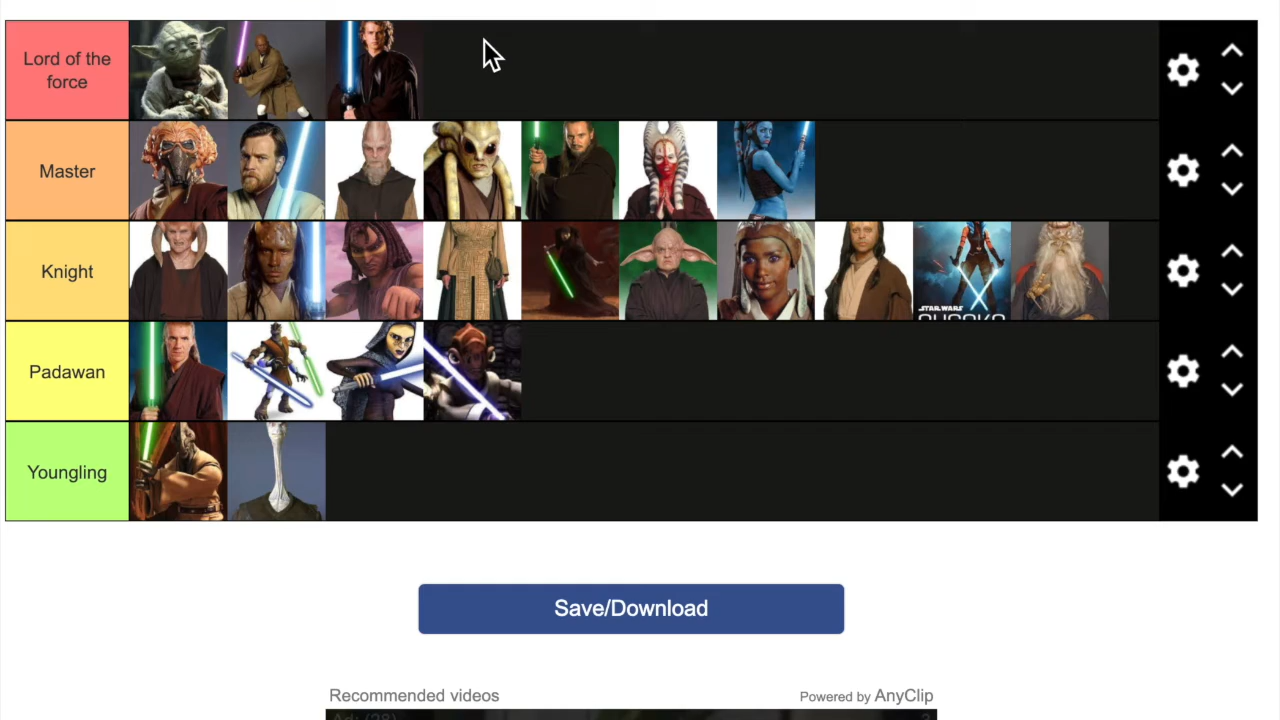 Lord of the
force
Master
Knight
STAR WARS
Padawan
Youngling
Save/Download
Recommended videos
Powered by AnyClip